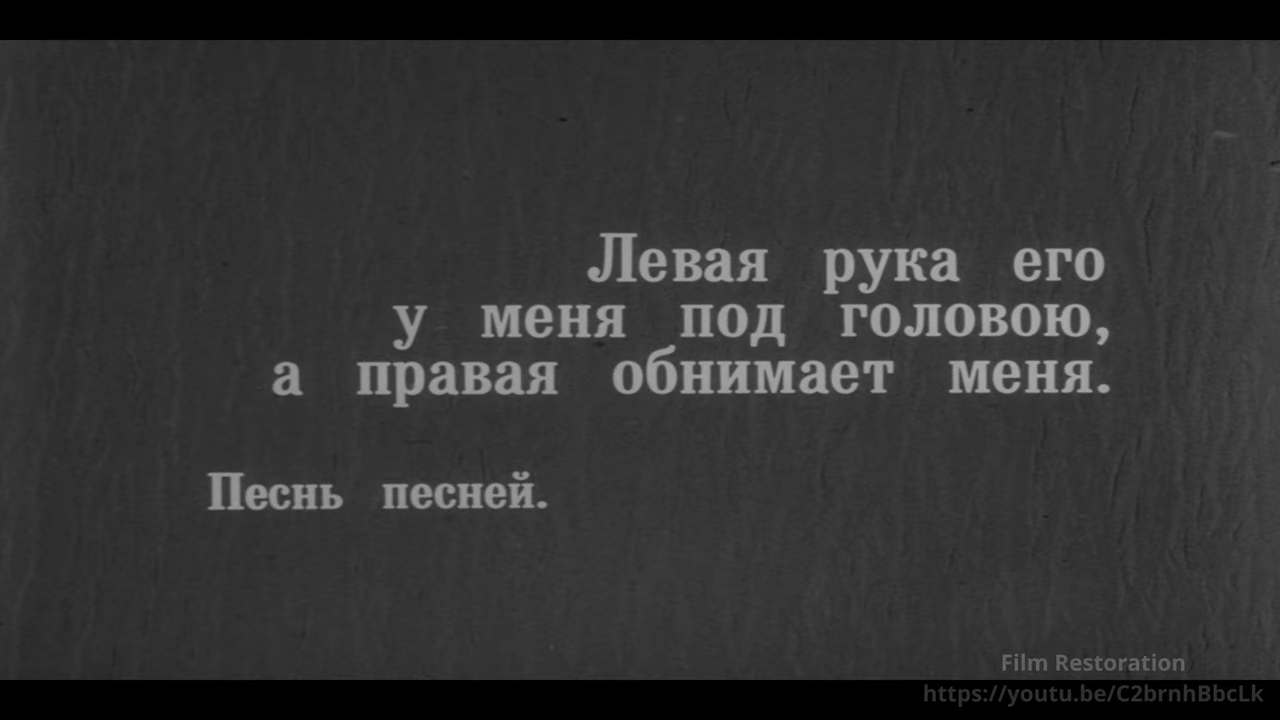 Левая рука его
у меня под головою,
а правая обнимает меня.
Песнь песней.
Film Restoration
https://youtu.be/C2brnhBbcLk